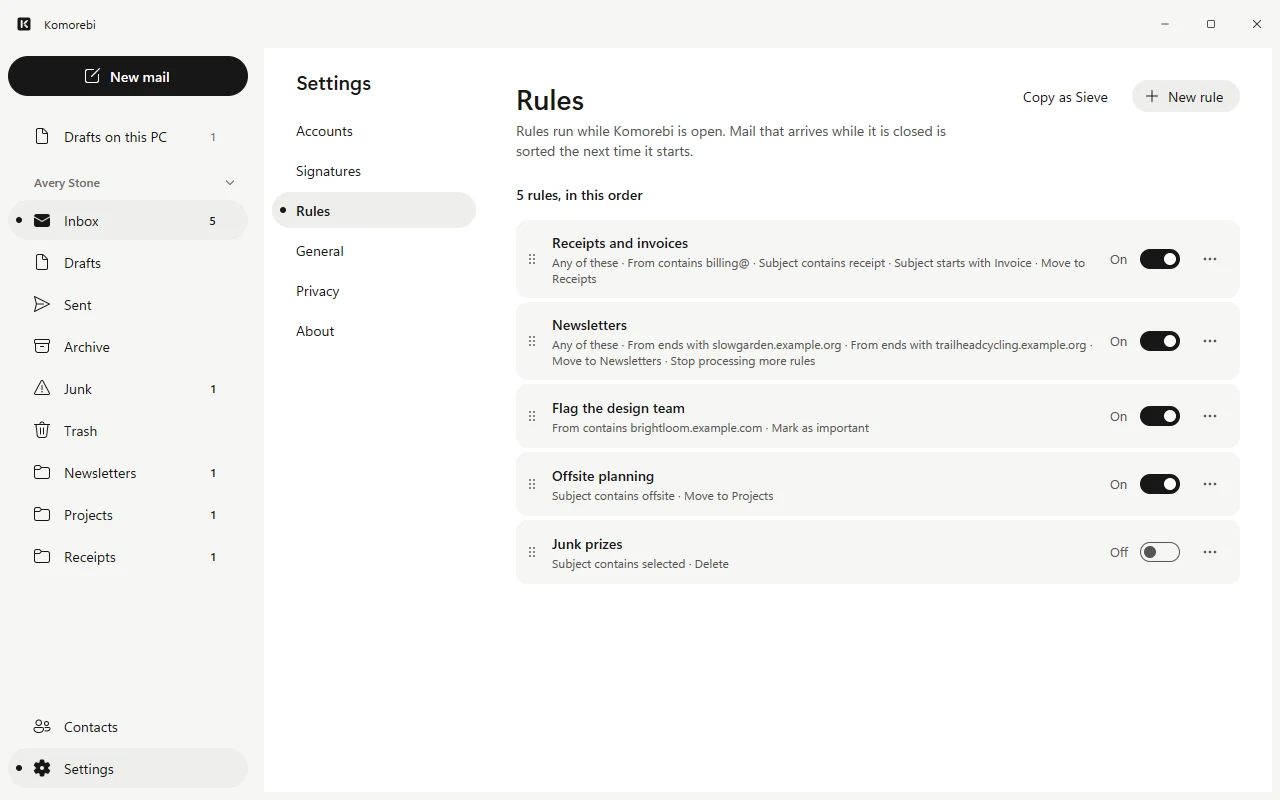 Komorebi
New mail
Drafts on this PC 1
Avery Stone
Inbox 5
Drafts
Sent
Archive
Junk 1
Trash
Newsletters 1
Projects 1
Receipts 1
Contacts
Settings
Settings
Accounts
Signatures
Rules
General
Privacy
About
Rules
Copy as Sieve
New rule
Rules run while Komorebi is open. Mail that arrives while it is closed is
sorted the next time it starts.
5 rules, in this order
Receipts and invoices
Any of these · From contains billing@ · Subject contains receipt · Subject starts with Invoice · Move to
Receipts
On
Newsletters
Any of these · From ends with slowgarden.example.org · From ends with trailheadcycling.example.org ·
Move to Newsletters · Stop processing more rules
On
Flag the design team
From contains brightloom.example.com · Mark as important
On
Offsite planning
Subject contains offsite · Move to Projects
On
Junk prizes
Subject contains selected · Delete
Off